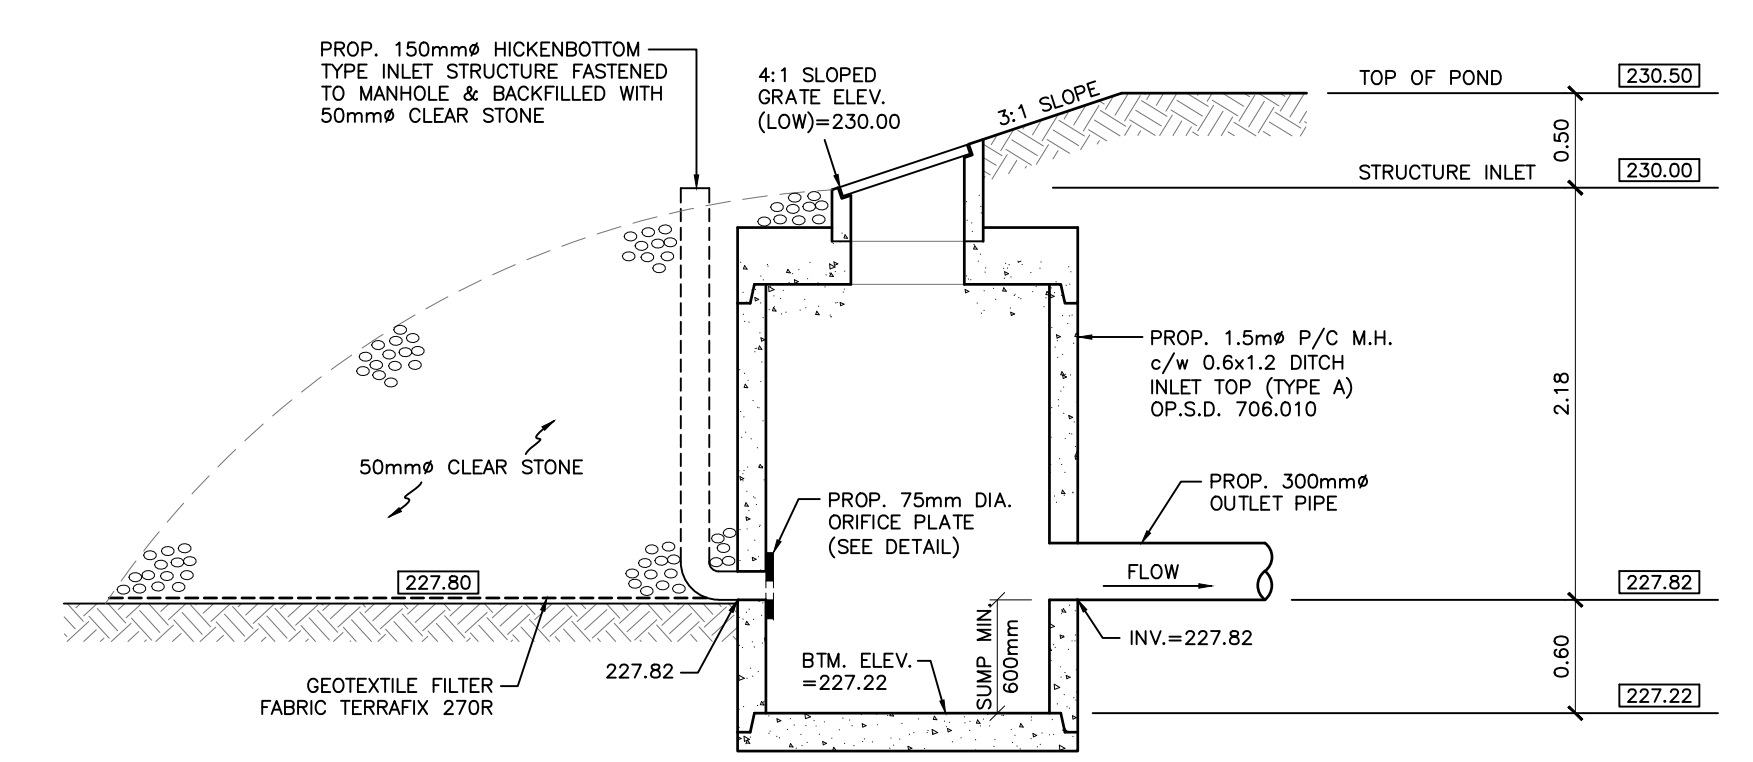 PROP. 150mmø HICKENBOTTOM
TYPE INLET STRUCTURE FASTENED
TO MANHOLE & BACKFILLED WITH
50mmø CLEAR STONE
4:1 SLOPED
GRATE ELEV.
(LOW)=230.00
3:1 SLOPE
TOP OF POND
230.50
0.50
STRUCTURE INLET
230.00
PROP. 1.5mø P/C M.H.
c/w 0.6x1.2 DITCH
INLET TOP (TYPE A)
OP.S.D. 706.010
2.18
50mmø CLEAR STONE
PROP. 75mm DIA.
ORIFICE PLATE
(SEE DETAIL)
PROP. 300mmø
OUTLET PIPE
FLOW
227.80
227.82
INV.=227.82
SUMP MIN.
600mm
0.60
227.82
BTM. ELEV.
=227.22
GEOTEXTILE FILTER
FABRIC TERRAFIX 270R
227.22